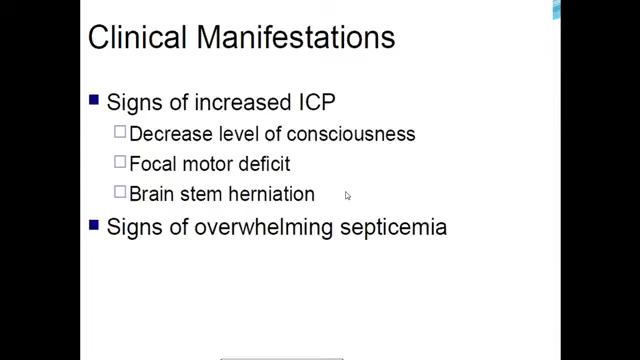 Clinical Manifestations
Signs of increased ICP
Decrease level of consciousness
Focal motor deficit
Brain stem herniation
Signs of overwhelming septicemia